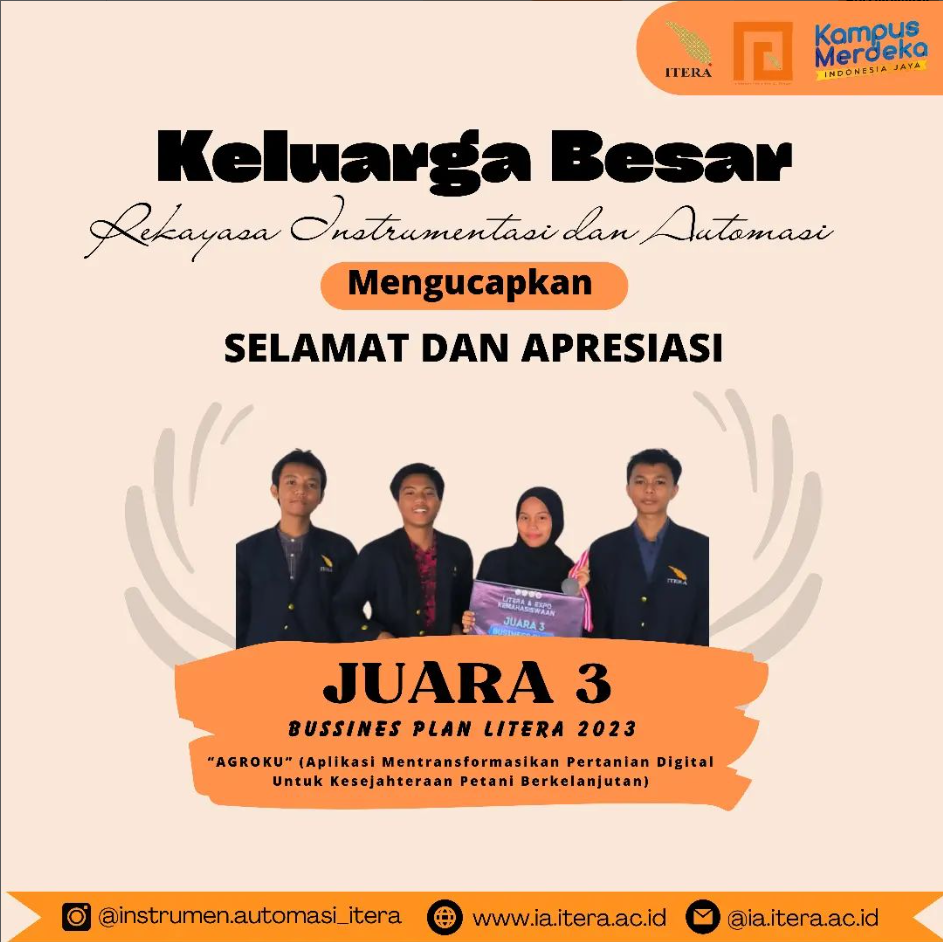 ITERA
Kampus
Merdeka
INDONESIA JAYA
Keluarga Besar
Rekayasa Instrumentasi dan Automasi
Mengucapkan
SELAMAT DAN APRESIASI
ITERA
ITERA
LITERA & EXPO
KEMAHASISWAAN
JUARA 3
JUARA 3
BUSSINES PLAN LITERA 2023
"AGROKU" (Aplikasi Mentransformasikan Pertanian Digital
Untuk Kesejahteraan Petani Berkelanjutan)
@instrumen.automasi_itera
www.ia.itera.ac.id
@ia.itera.ac.id